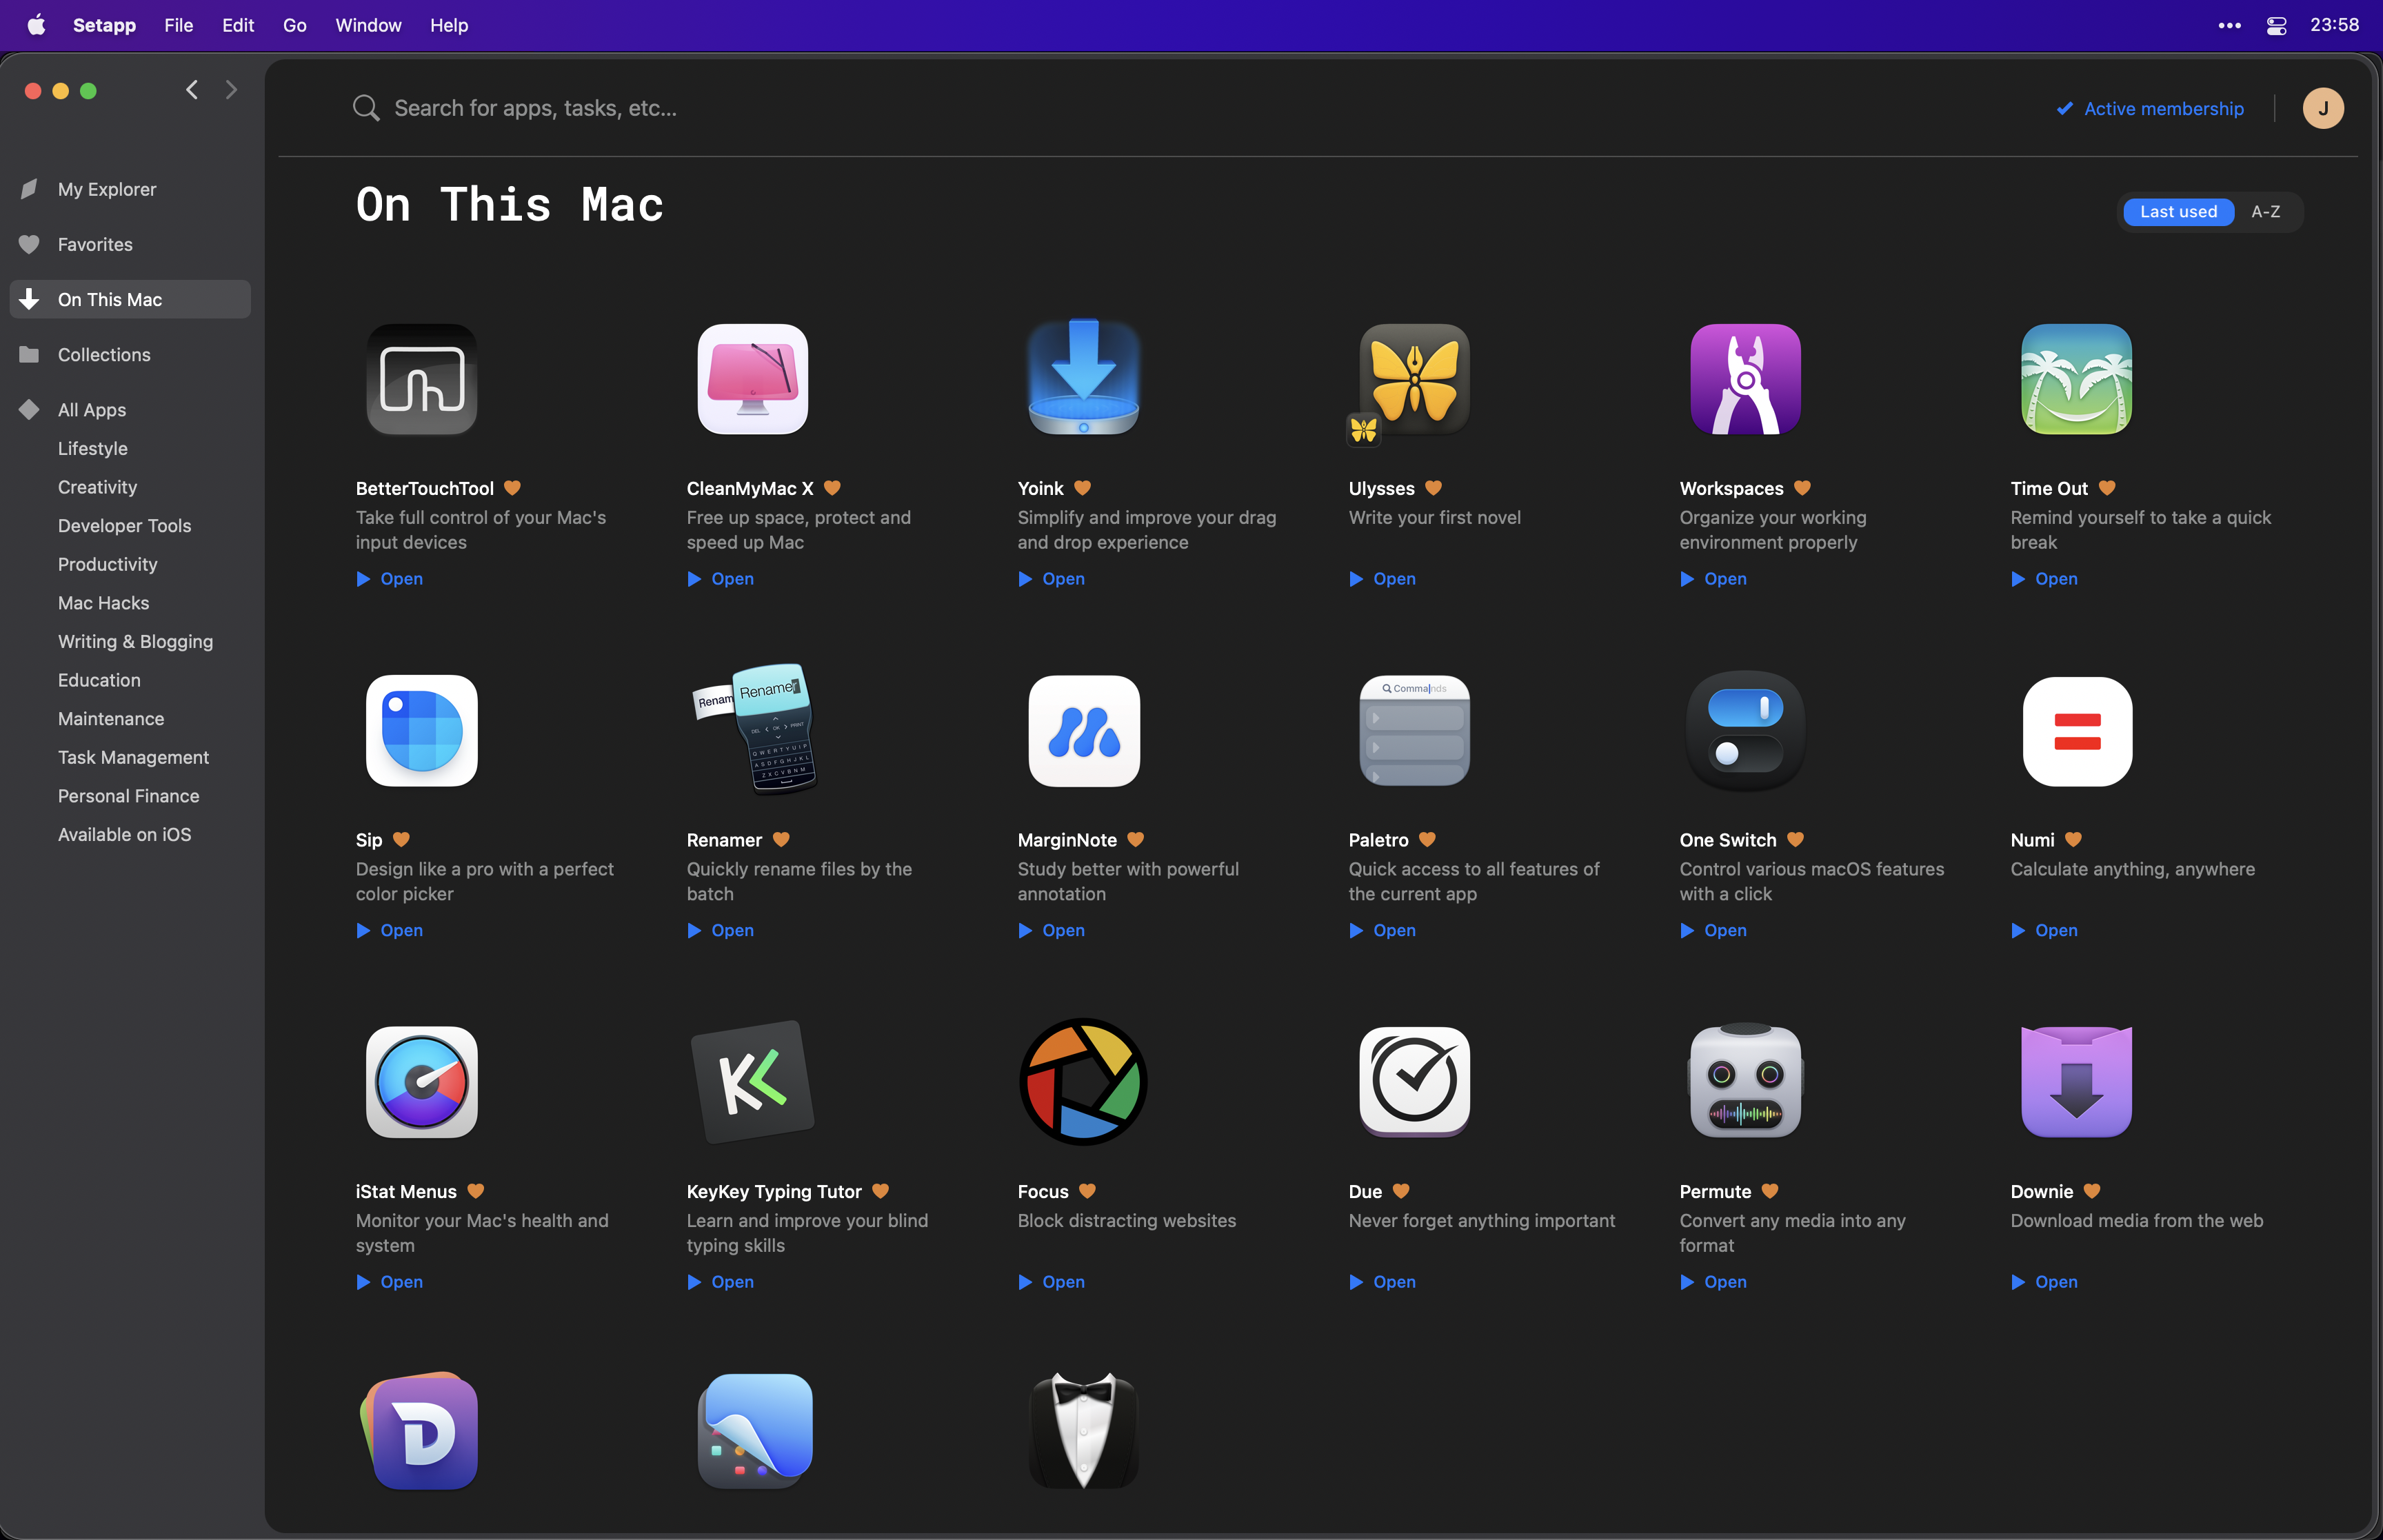 Setapp File Edit Go Window Help 23:58
Search for apps, tasks, etc...
Active membership
J
My Explorer
Favorites
On This Mac
Collections
All Apps
Lifestyle
Creativity
Developer Tools
Productivity
Mac Hacks
Writing & Blogging
Education
Maintenance
Task Management
Personal Finance
Available on iOS
On This Mac
Last used A-Z
BetterTouchTool
Take full control of your Mac's
input devices
Open
CleanMyMac X
Free up space, protect and
speed up Mac
Open
Yoink
Simplify and improve your drag
and drop experience
Open
Ulysses
Write your first novel
Open
Workspaces
Organize your working
environment properly
Open
Time Out
Remind yourself to take a quick
break
Open
Sip
Design like a pro with a perfect
color picker
Open
Renam
Renamer
DEL < OK > PRINT
QWERTYUIP
ASDFGHJKL
ZXCVBNM
Renamer
Quickly rename files by the
batch
Open
MarginNote
Study better with powerful
annotation
Open
Commands
Paletro
Quick access to all features of
the current app
Open
One Switch
Control various macOS features
with a click
Open
Numi
Calculate anything, anywhere
Open
iStat Menus
Monitor your Mac's health and
system
Open
KeyKey Typing Tutor
Learn and improve your blind
typing skills
Open
Focus
Block distracting websites
Open
Due
Never forget anything important
Open
Permute
Convert any media into any
format
Open
Downie
Download media from the web
Open
D